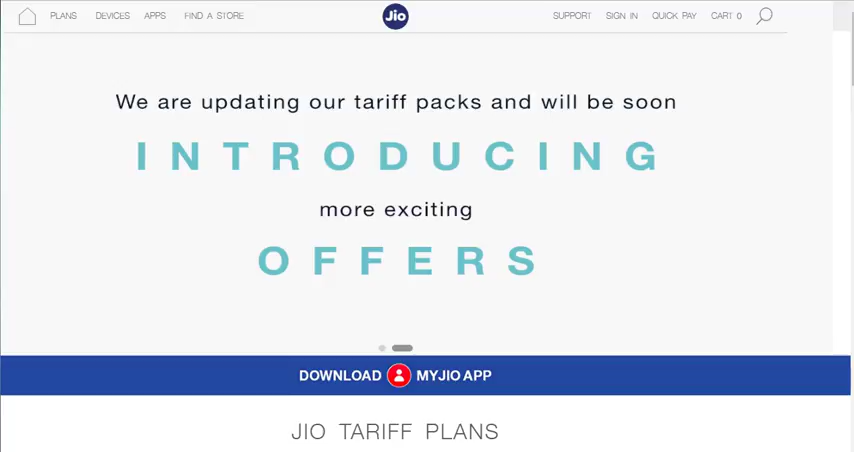 PLANS DEVICES APPS FIND A STORE Jio SUPPORT SIGN IN QUICK PAY CART 0
We are updating our tariff packs and will be soon
INTRODUCING
more exciting
OFFERS
DOWNLOAD MYJIO APP
JIO TARIFF PLANS